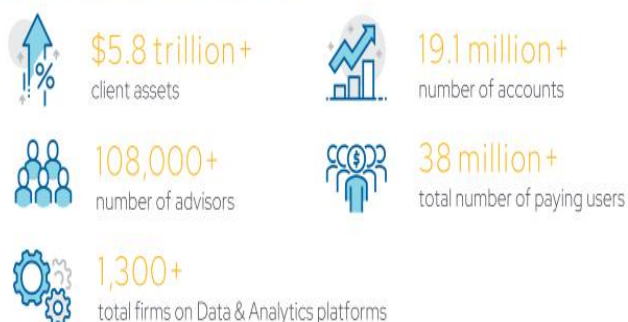 $5.8 trillion+
client assets
19.1 million+
number of accounts
108,000+
number of advisors
38 million+
total number of paying users
1,300+
total firms on Data & Analytics platforms
%
$